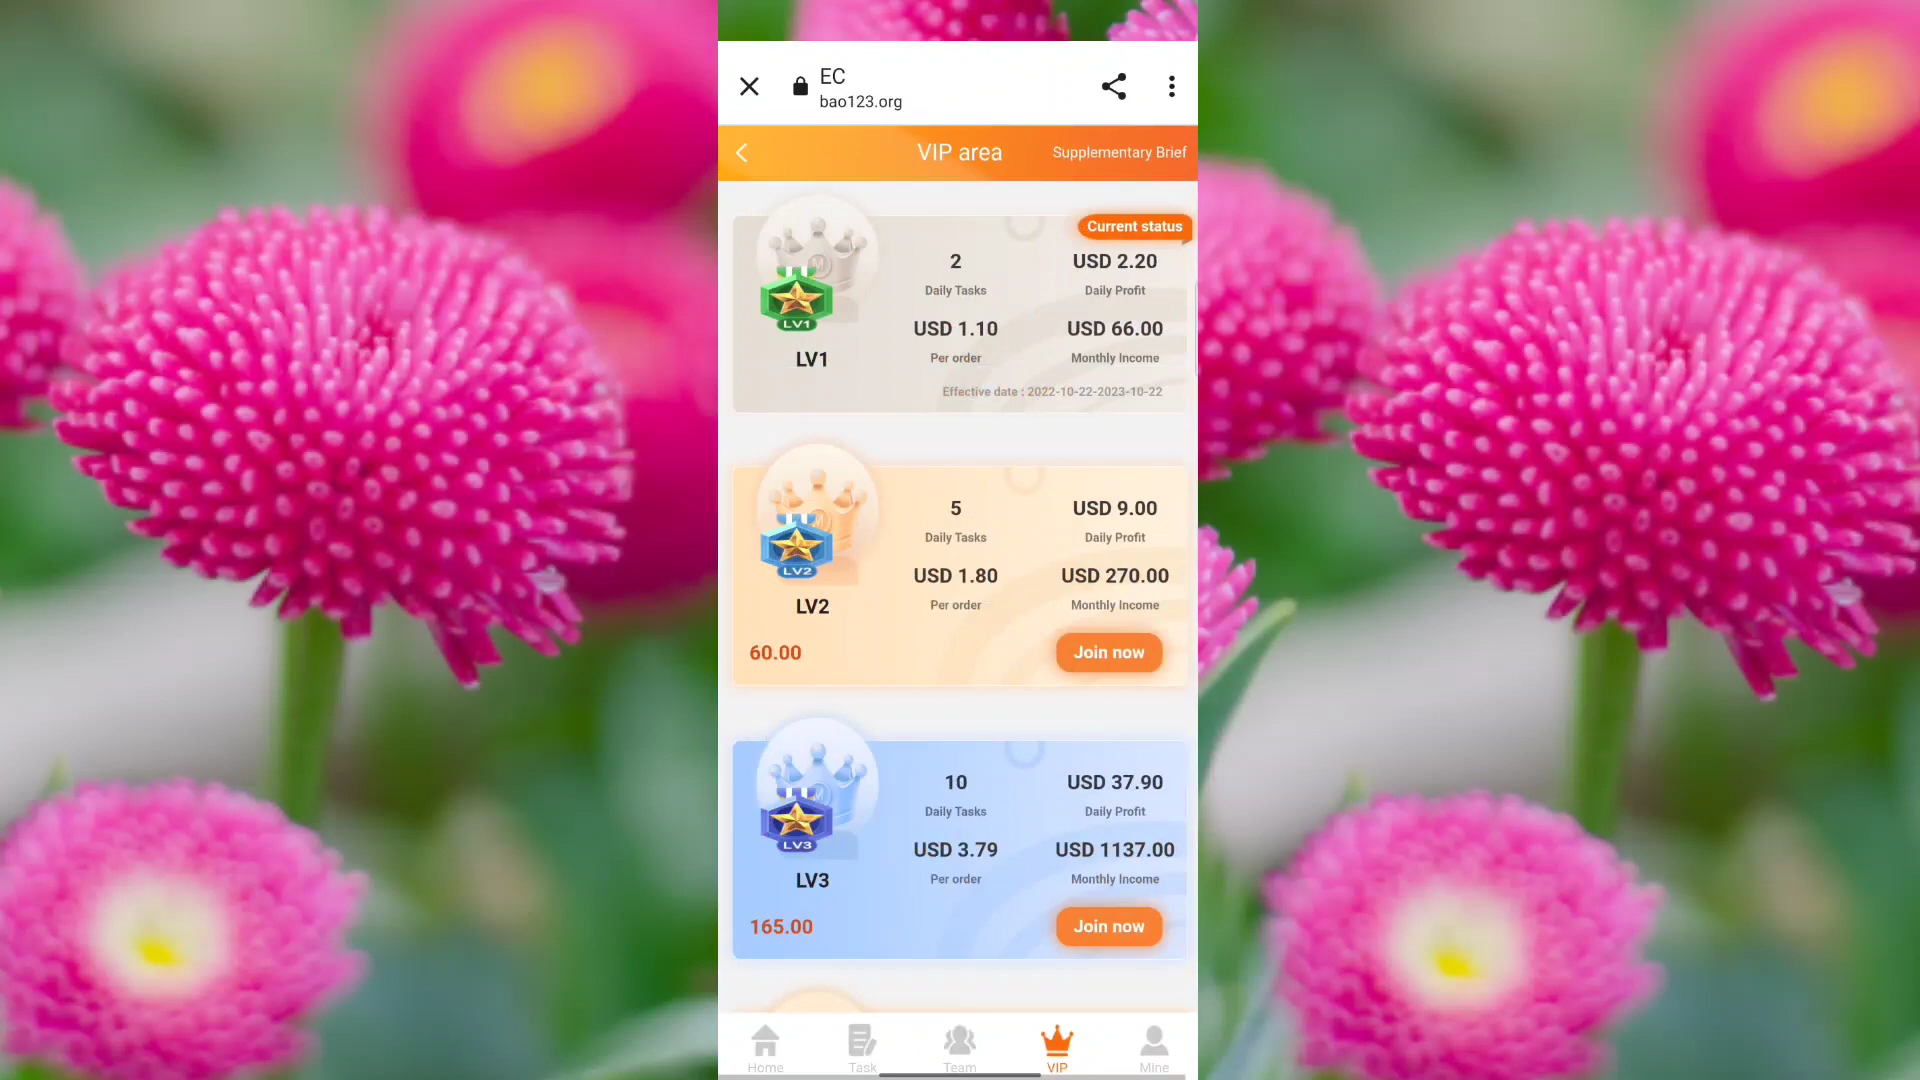 EC
bao123.org
VIP area
Supplementary Brief
Current status
2
USD 2.20
Daily Tasks
Daily Profit
USD 1.10
USD 66.00
Per order
Monthly Income
LV1
LV1
Effective date : 2022-10-22-2023-10-22
5
USD 9.00
Daily Tasks
Daily Profit
USD 1.80
USD 270.00
Per order
Monthly Income
LV2
LV2
60.00
Join now
10
USD 37.90
Daily Tasks
Daily Profit
USD 3.79
USD 1137.00
Per order
Monthly Income
LV3
LV3
165.00
Join now
Home
Task
Team
VIP
Mine